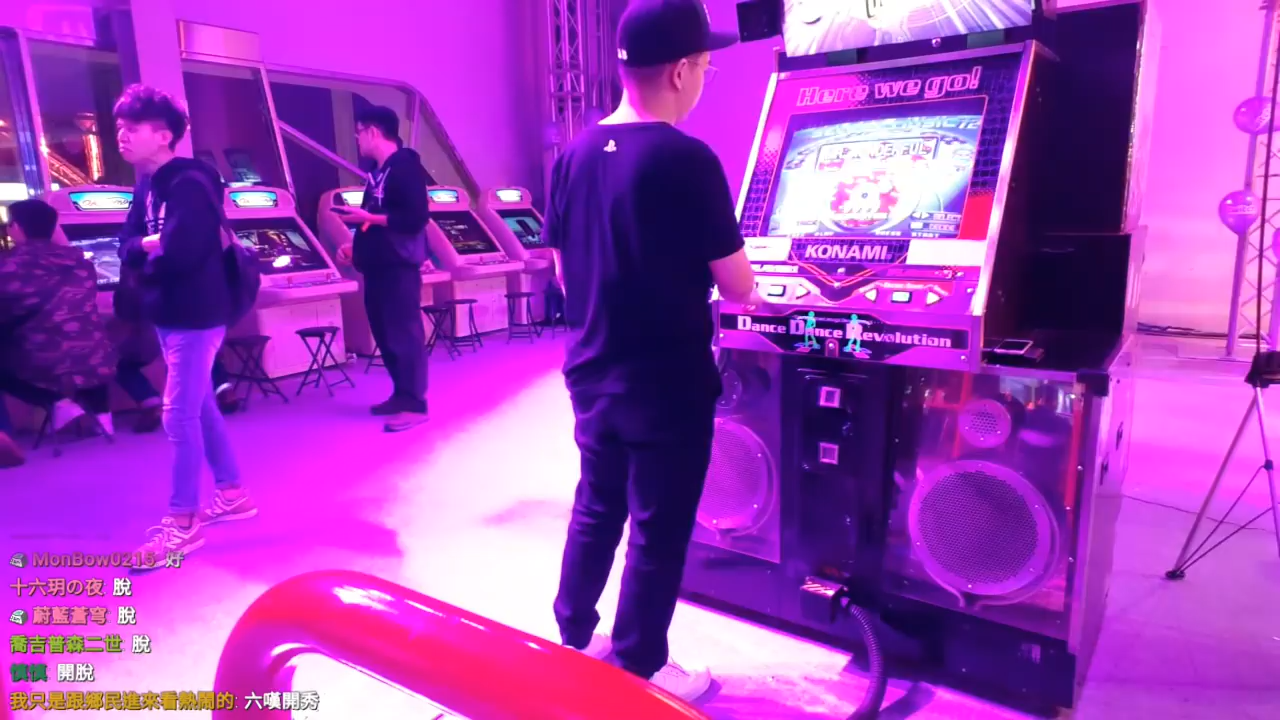 Here we go!
KONAMI
Dance Dance Revolution
MonBow0215: 好
十六玥の夜: 脫
蔚藍蒼穹: 脫
喬吉普森二世: 脫
慎慎: 開脫
我只是跟鄉民進來看熱鬧的: 六嘆開秀